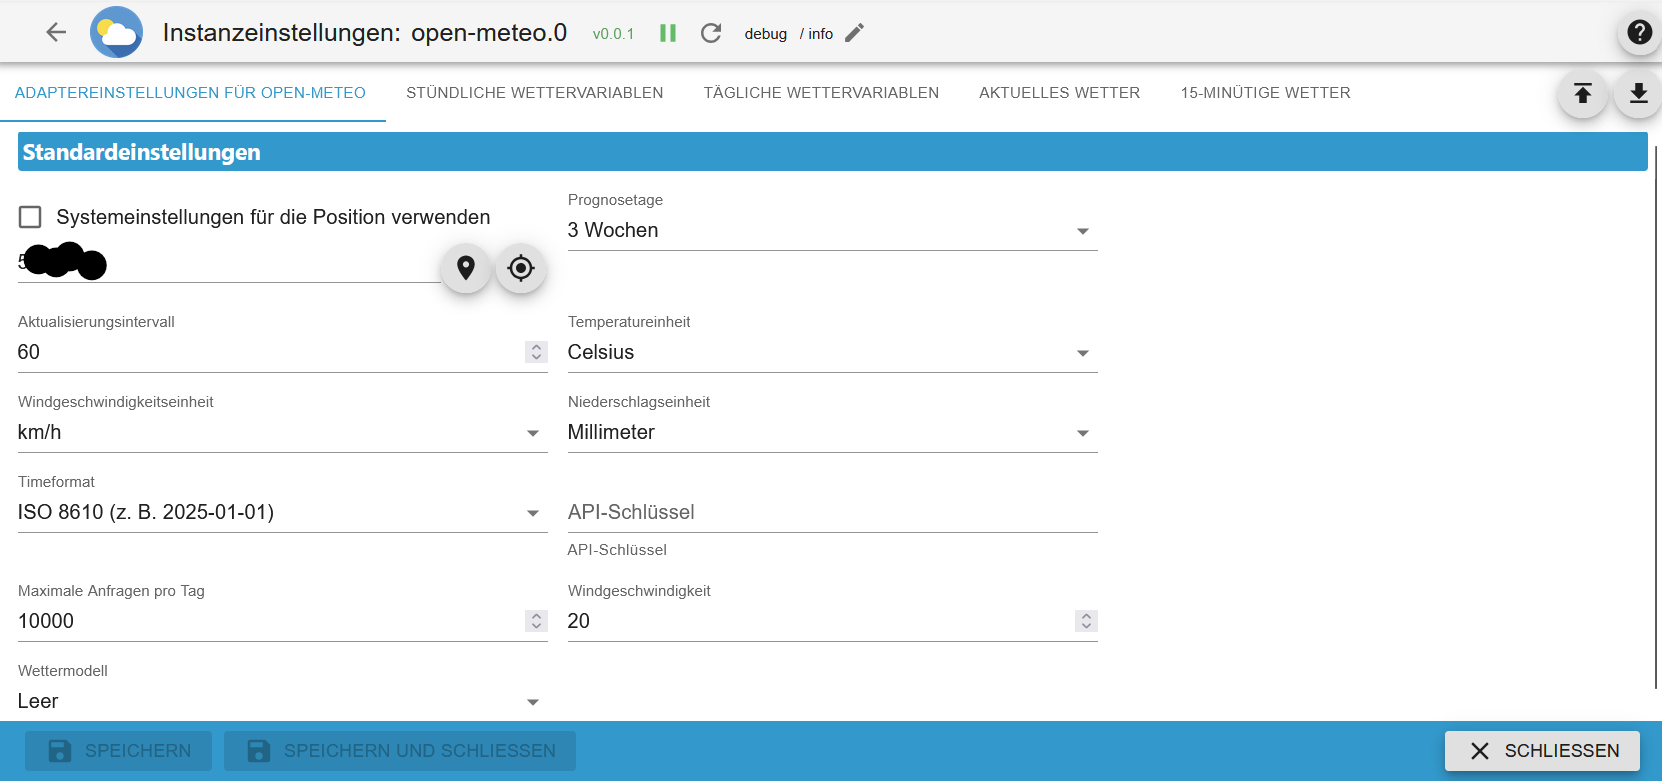 Instanzeinstellungen: open-meteo.0 v0.0.1 debug / info
ADAPTEREINSTELLUNGEN FÜR OPEN-METEO STÜNDLICHE WETTERVARIABLEN TÄGLICHE WETTERVARIABLEN AKTUELLES WETTER 15-MINÜTIGE WETTER
Standardeinstellungen
Systemeinstellungen für die Position verwenden
Prognosetage
3 Wochen
Aktualisierungsintervall
60
Temperatureinheit
Celsius
Windgeschwindigkeitseinheit
km/h
Niederschlagseinheit
Millimeter
Timeformat
ISO 8610 (z. B. 2025-01-01)
API-Schlüssel
API-Schlüssel
Maximale Anfragen pro Tag
10000
Windgeschwindigkeit
20
Wettermodell
Leer
SPEICHERN SPEICHERN UND SCHLIESSEN SCHLIESSEN